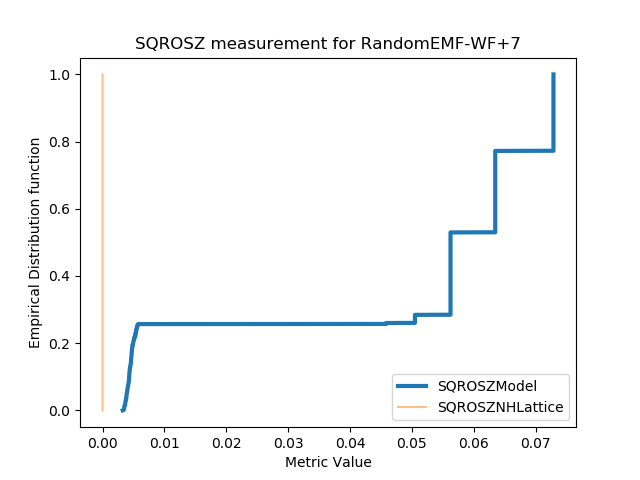 SQROSZ measurement for RandomEMF-WF+7
Empirical Distribution function
1.0
0.8
0.6
0.4
0.2
0.0
0.00 0.01 0.02 0.03 0.04 0.05 0.06 0.07
Metric Value
SQROSZModel
SQROSZNHLattice